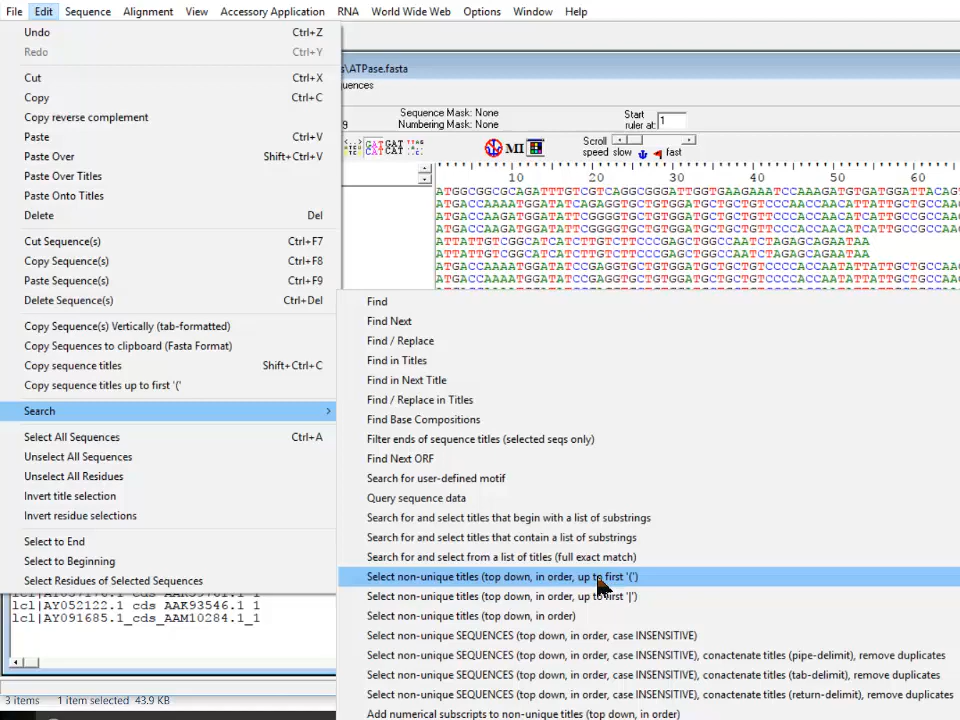 File Edit Sequence Alignment View Accessory Application RNA World Wide Web Options Window Help
Undo Ctrl+Z
Redo Ctrl+Y
Cut Ctrl+X
Copy Ctrl+C
Copy reverse complement
Paste Ctrl+V
Paste Over Shift+Ctrl+V
Paste Over Titles
Paste Onto Titles
Delete Del
Cut Sequence(s) Ctrl+F7
Copy Sequence(s) Ctrl+F8
Paste Sequence(s) Ctrl+F9
Delete Sequence(s) Ctrl+Del
Copy Sequence(s) Vertically (tab-formatted)
Copy Sequences to clipboard (Fasta Format)
Copy sequence titles Shift+Ctrl+C
Copy sequence titles up to first '('
Search
Select All Sequences Ctrl+A
Unselect All Sequences
Unselect All Residues
Invert title selection
Invert residue selections
Select to End
Select to Beginning
Select Residues of Selected Sequences
s\ATPase.fasta
uences
Sequence Mask: None
Numbering Mask: None
Start
ruler at: 1
9
Scroll
speed slow fast
10 20 30 40 50 60
ATGGCGGCGCAGATTTGTCGTCAGGCGGGATTGGTGAAGAAATCCAAAGATGTGATGGATTACAGT
ATGACCAAAATGGATATCAGAGGTGCTGTGGATGCTGCTGTCCCCACCAACATTATTGCTGCCAA
ATTATTGTCGGCATCATCTTGTCTTCCCGAGCTGGCCAATCTAGAGCAGAATAA
ATTATTGTCGGCATCATCTTGTCTTCCCGAGCTGGCCAATCTAGAGCAGAATAA
Find
Find Next
Find / Replace
Find in Titles
Find in Next Title
Find / Replace in Titles
Find Base Compositions
Filter ends of sequence titles (selected seqs only)
Find Next ORF
Search for user-defined motif
Query sequence data
Search for and select titles that begin with a list of substrings
Search for and select titles that contain a list of substrings
Search for and select from a list of titles (full exact match)
Select non-unique titles (top down, in order, up to first '(')
Select non-unique titles (top down, in order, up to first '|')
Select non-unique titles (top down, in order)
Select non-unique SEQUENCES (top down, in order, case INSENSITIVE)
Select non-unique SEQUENCES (top down, in order, case INSENSITIVE), conactenate titles (pipe-delimit), remove duplicates
Select non-unique SEQUENCES (top down, in order, case INSENSITIVE), conactenate titles (tab-delimit), remove duplicates
Select non-unique SEQUENCES (top down, in order, case INSENSITIVE), conactenate titles (return-delimit), remove duplicates
Add numerical subscripts to non-unique titles (top down, in order)
lcl|AY052122.1 cds AAK93546.1 1
lcl|AY091685.1_cds_AAM10284.1_1
3 items 1 item selected 43.9 KB